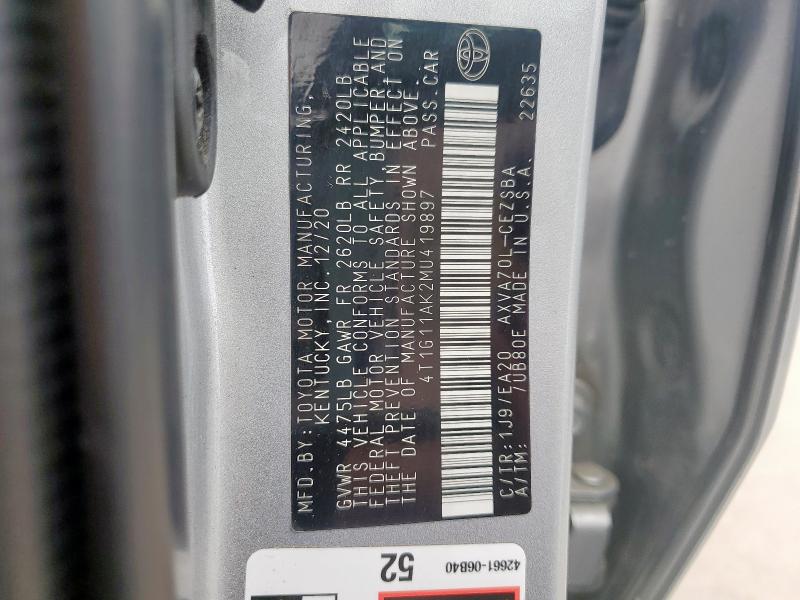 MFD.BY:TOYOTA MOTOR MANUFACTURING,
KENTUCKY, INC.12/20
GVWR 4475LB GAWR FR 2620LB RR 2420LB
THIS VEHICLE CONFORMS TO ALL APPLICABLE
FEDERAL MOTOR VEHICLE SAFETY,BUMPER,AND
THEFT PREVENTION STANDARDS IN EFFECT ON
THE DATE OF MANUFACTURE SHOWN ABOVE.
4T1G11AK2MU419897 PASS.CAR
C/TR:1J9/EA20 AXVA70L-CEZSBA
A/TM: /UB80E MADE IN U.S.A. 22635
52
42661-06B40